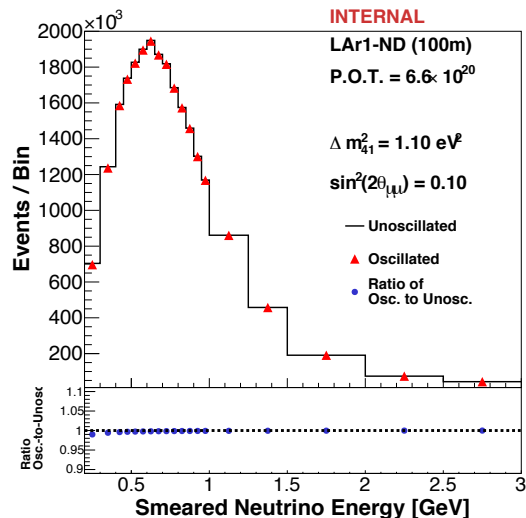 INTERNAL
×10³
LAr1-ND (100m)
P.O.T. = 6.6× 10²⁰
Δ m²₄₁ = 1.10 eV²
sin²(2θμμ) = 0.10
Unoscillated
Oscillated
Ratio of
Osc. to Unosc.
Events / Bin
2000
1800
1600
1400
1200
1000
800
600
400
200
Ratio
Osc.-to-Unosc
1.1
1.05
1
0.95
0.9
0.5
1
1.5
2
2.5
3
Smeared Neutrino Energy [GeV]